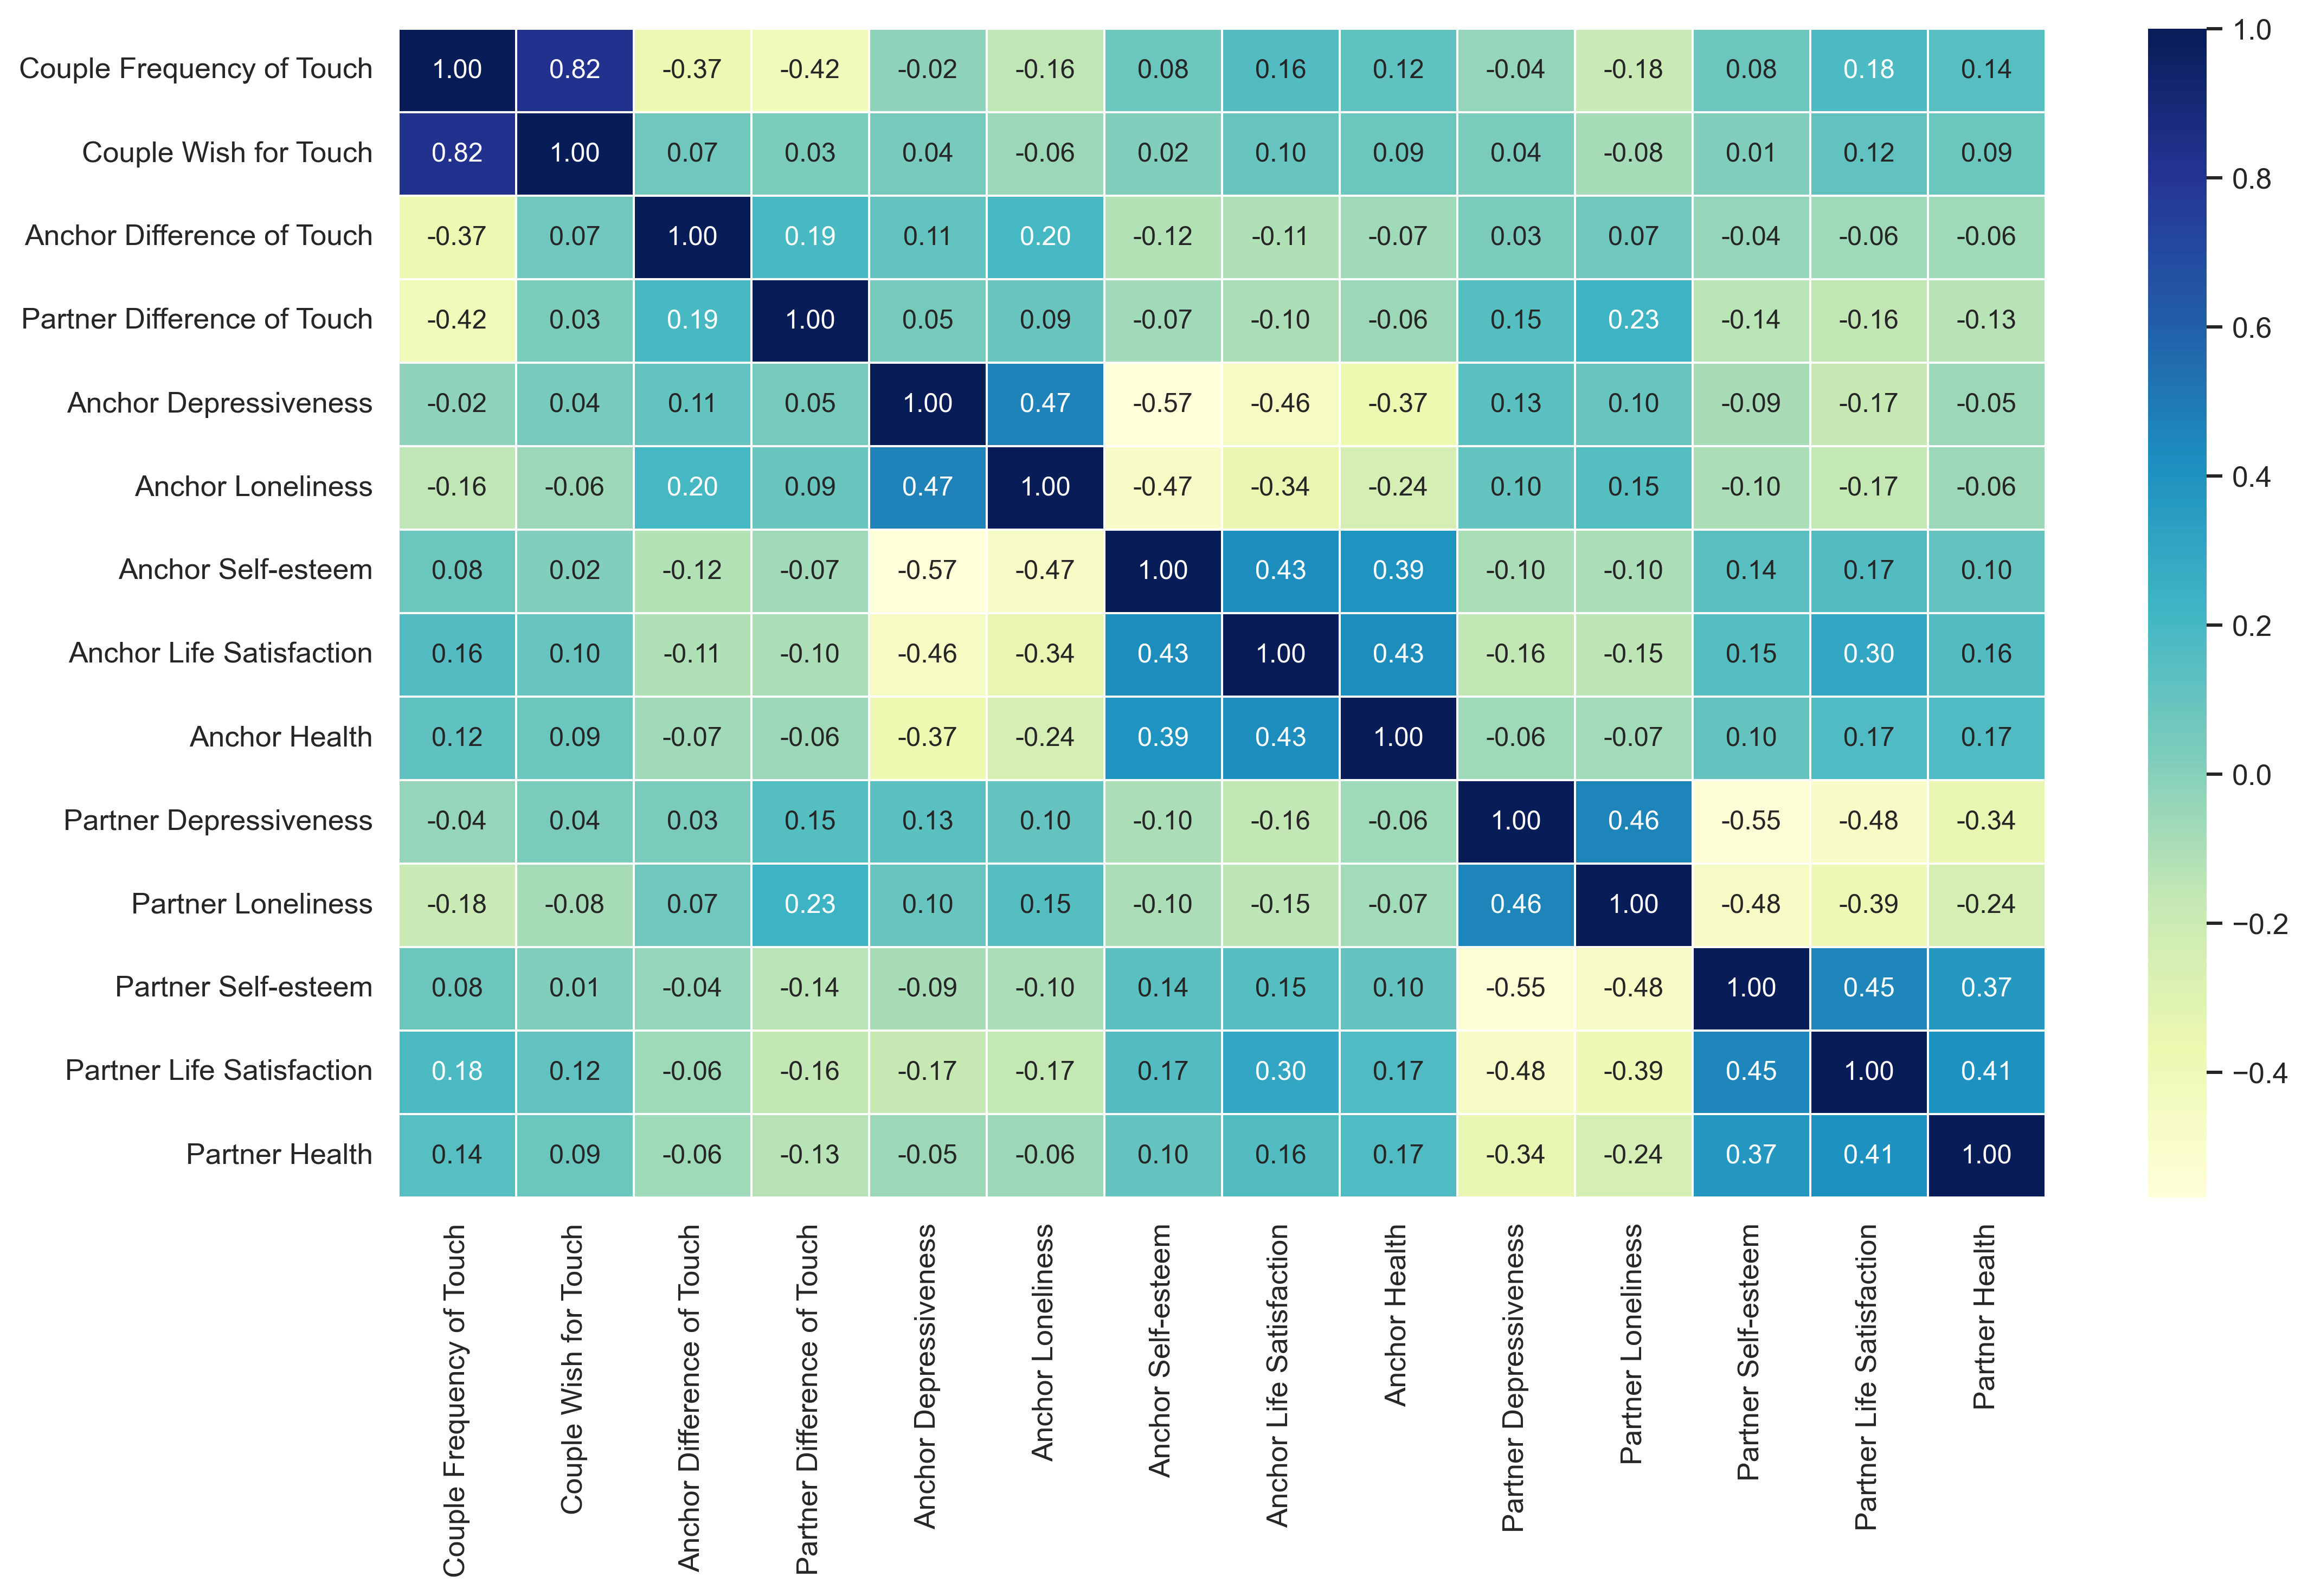 Couple Frequency of Touch 1.00 0.82 -0.37 -0.42 -0.02 -0.16 0.08 0.16 0.12 -0.04 -0.18 0.08 0.18 0.14
Couple Wish for Touch 0.82 1.00 0.07 0.03 0.04 -0.06 0.02 0.10 0.09 0.04 -0.08 0.01 0.12 0.09
Anchor Difference of Touch -0.37 0.07 1.00 0.19 0.11 0.20 -0.12 -0.11 -0.07 0.03 0.07 -0.04 -0.06 -0.06
Partner Difference of Touch -0.42 0.03 0.19 1.00 0.05 0.09 -0.07 -0.10 -0.06 0.15 0.23 -0.14 -0.16 -0.13
Anchor Depressiveness -0.02 0.04 0.11 0.05 1.00 0.47 -0.57 -0.46 -0.37 0.13 0.10 -0.09 -0.17 -0.05
Anchor Loneliness -0.16 -0.06 0.20 0.09 0.47 1.00 -0.47 -0.34 -0.24 0.10 0.15 -0.10 -0.17 -0.06
Anchor Self-esteem 0.08 0.02 -0.12 -0.07 -0.57 -0.47 1.00 0.43 0.39 -0.10 -0.10 0.14 0.17 0.10
Anchor Life Satisfaction 0.16 0.10 -0.11 -0.10 -0.46 -0.34 0.43 1.00 0.43 -0.16 -0.15 0.15 0.30 0.16
Anchor Health 0.12 0.09 -0.07 -0.06 -0.37 -0.24 0.39 0.43 1.00 -0.06 -0.07 0.10 0.17 0.17
Partner Depressiveness -0.04 0.04 0.03 0.15 0.13 0.10 -0.10 -0.16 -0.06 1.00 0.46 -0.55 -0.48 -0.34
Partner Loneliness -0.18 -0.08 0.07 0.23 0.10 0.15 -0.10 -0.15 -0.07 0.46 1.00 -0.48 -0.39 -0.24
Partner Self-esteem 0.08 0.01 -0.04 -0.14 -0.09 -0.10 0.14 0.15 0.10 -0.55 -0.48 1.00 0.45 0.37
Partner Life Satisfaction 0.18 0.12 -0.06 -0.16 -0.17 -0.17 0.17 0.30 0.17 -0.48 -0.39 0.45 1.00 0.41
Partner Health 0.14 0.09 -0.06 -0.13 -0.05 -0.06 0.10 0.16 0.17 -0.34 -0.24 0.37 0.41 1.00
Couple Frequency of Touch
Couple Wish for Touch
Anchor Difference of Touch
Partner Difference of Touch
Anchor Depressiveness
Anchor Loneliness
Anchor Self-esteem
Anchor Life Satisfaction
Anchor Health
Partner Depressiveness
Partner Loneliness
Partner Self-esteem
Partner Life Satisfaction
Partner Health
1.0
0.8
0.6
0.4
0.2
0.0
−0.2
−0.4